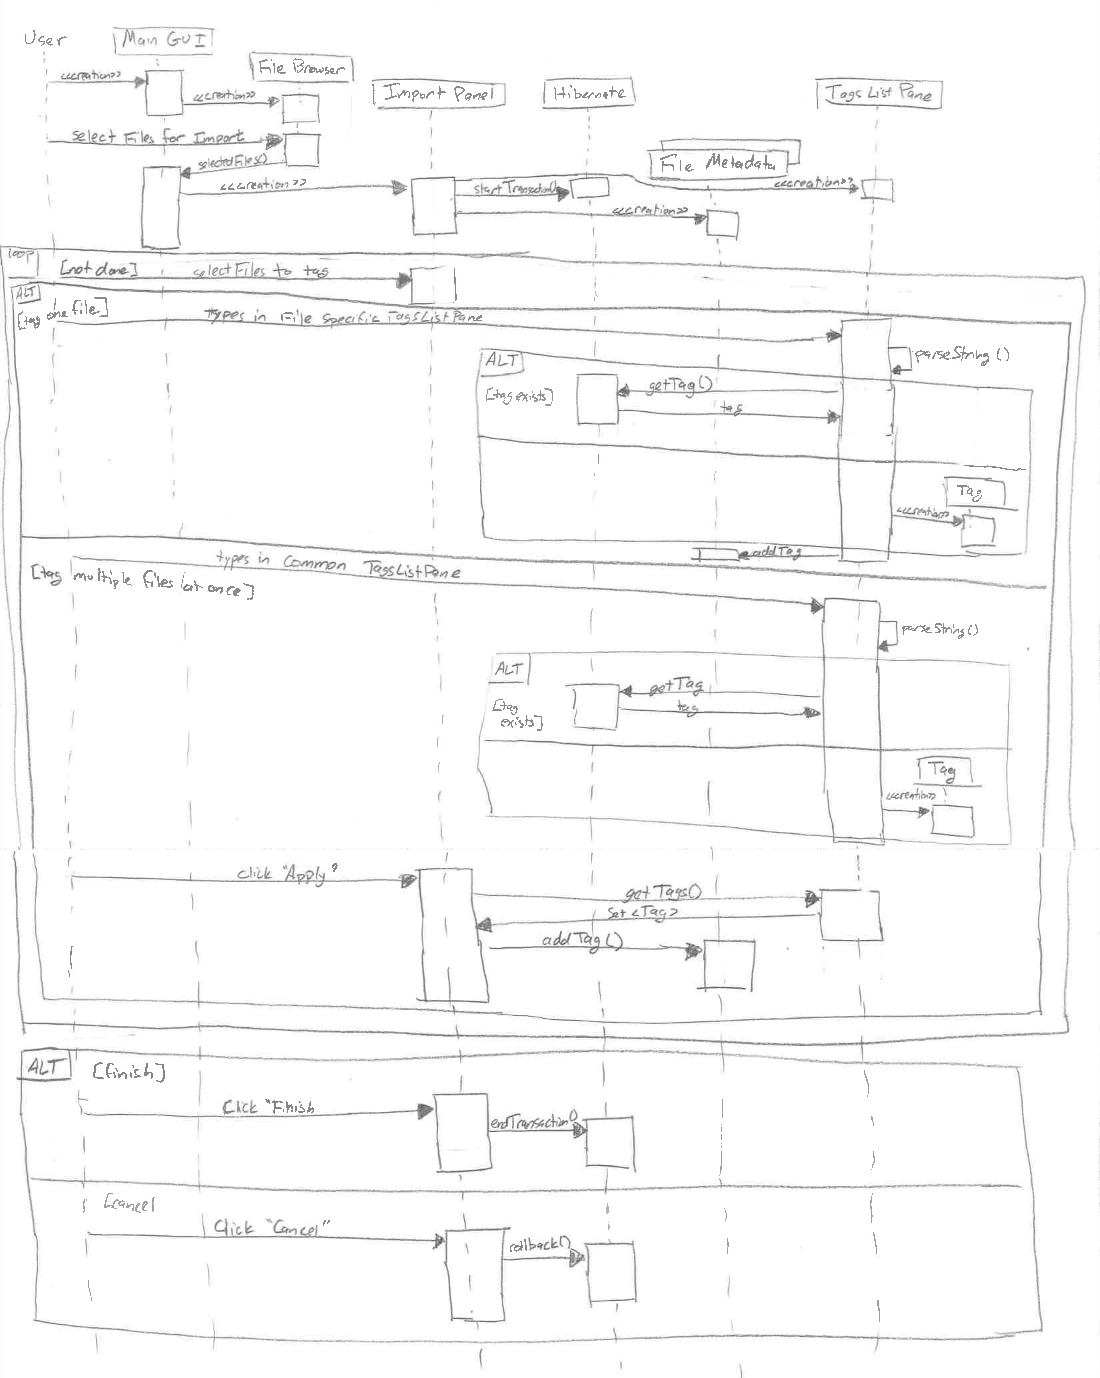 User
Main GUI
File Browser
Import Panel
Hibernate
Tags List Pane
<<creation>>
<<creation>>
select Files for Import
selectedFiles()
File Metadata
<<creation>>
startTransaction()
<<creation>>
<<creation>>
loop
[not done]
selectFiles to tag
ALT
[tag one file]
types in File Specific TagsListPane
parseString()
ALT
[tag exists]
getTag()
tag
Tag
<<creation>>
addTag
types in Common TagsListPane
[tag multiple files at once]
parseString()
ALT
[tag
exists]
getTag
tag
Tag
<<creation>>
click "Apply"
getTags()
Set<Tag>
addTag()
ALT
[finish]
Click "Finish
endTransaction()
[cancel
Click "Cancel"
rollback()